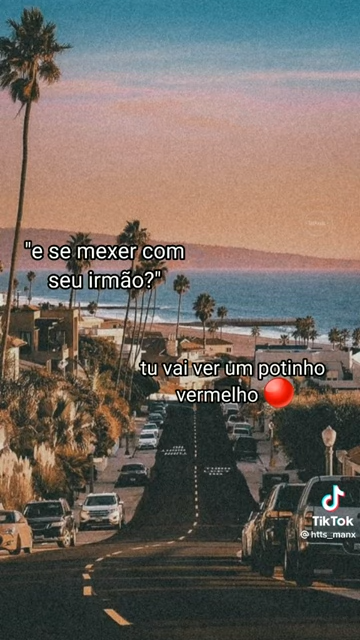 "e se mexer com
seu irmão?"
tu vai ver um potinho
vermelho
TikTok
@htts_manx